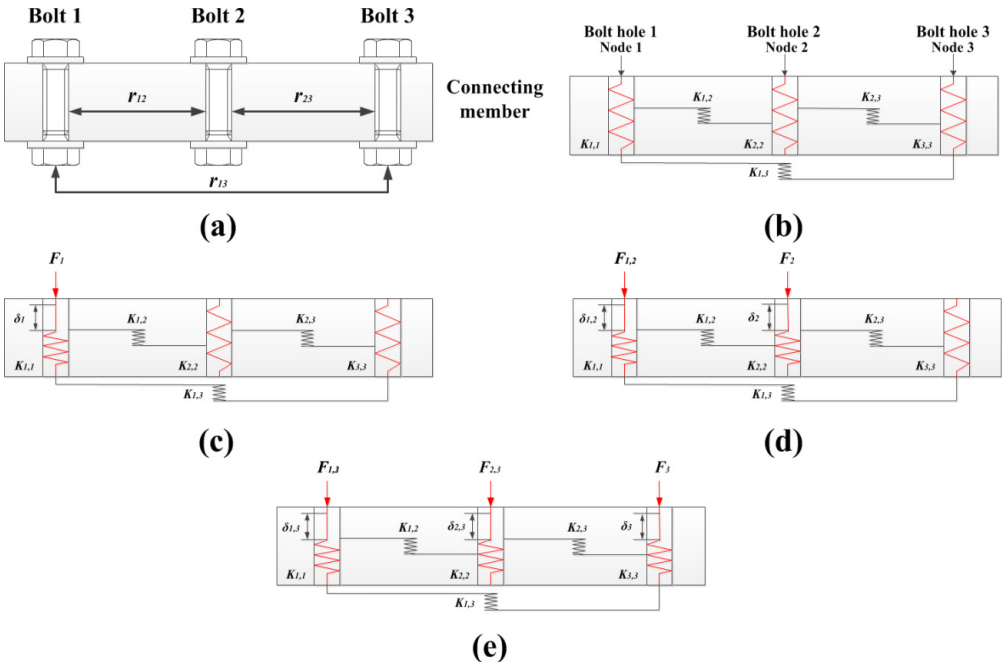 Bolt 1 Bolt 2 Bolt 3
r12 r23
Connecting
member
r13
(a)
Bolt hole 1 Bolt hole 2 Bolt hole 3
Node 1 Node 2 Node 3
K1,2 K2,3
K1,1 K2,2 K3,3
K1,3
(b)
F1
δ1
K1,2 K2,3
K1,1 K2,2 K3,3
K1,3
(c)
F1,2 F2
δ1,2 δ2
K1,2 K2,3
K1,1 K2,2 K3,3
K1,3
(d)
F1,3 F2,3 F3
δ1,3 δ2,3 δ3
K1,2 K2,3
K1,1 K2,2 K3,3
K1,3
(e)